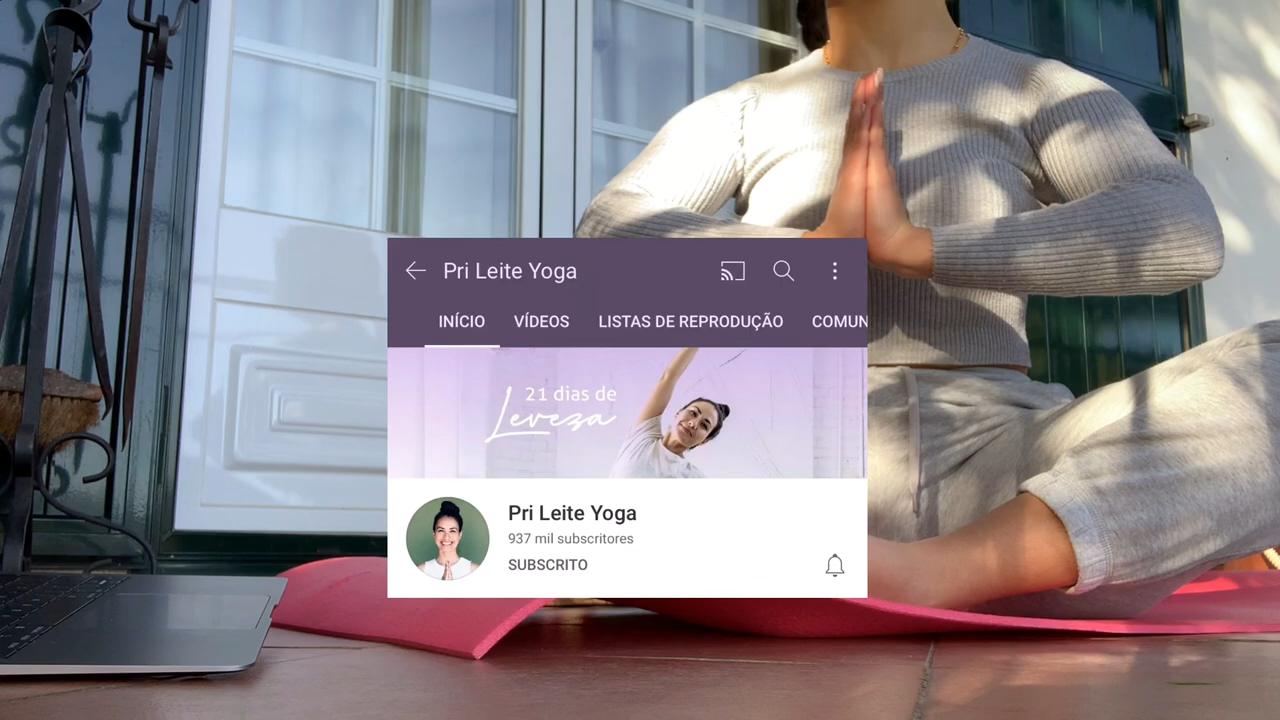 Pri Leite Yoga
INÍCIO VÍDEOS LISTAS DE REPRODUÇÃO COMUN
21 dias de
Leveza
Pri Leite Yoga
937 mil subscritores
SUBSCRITO